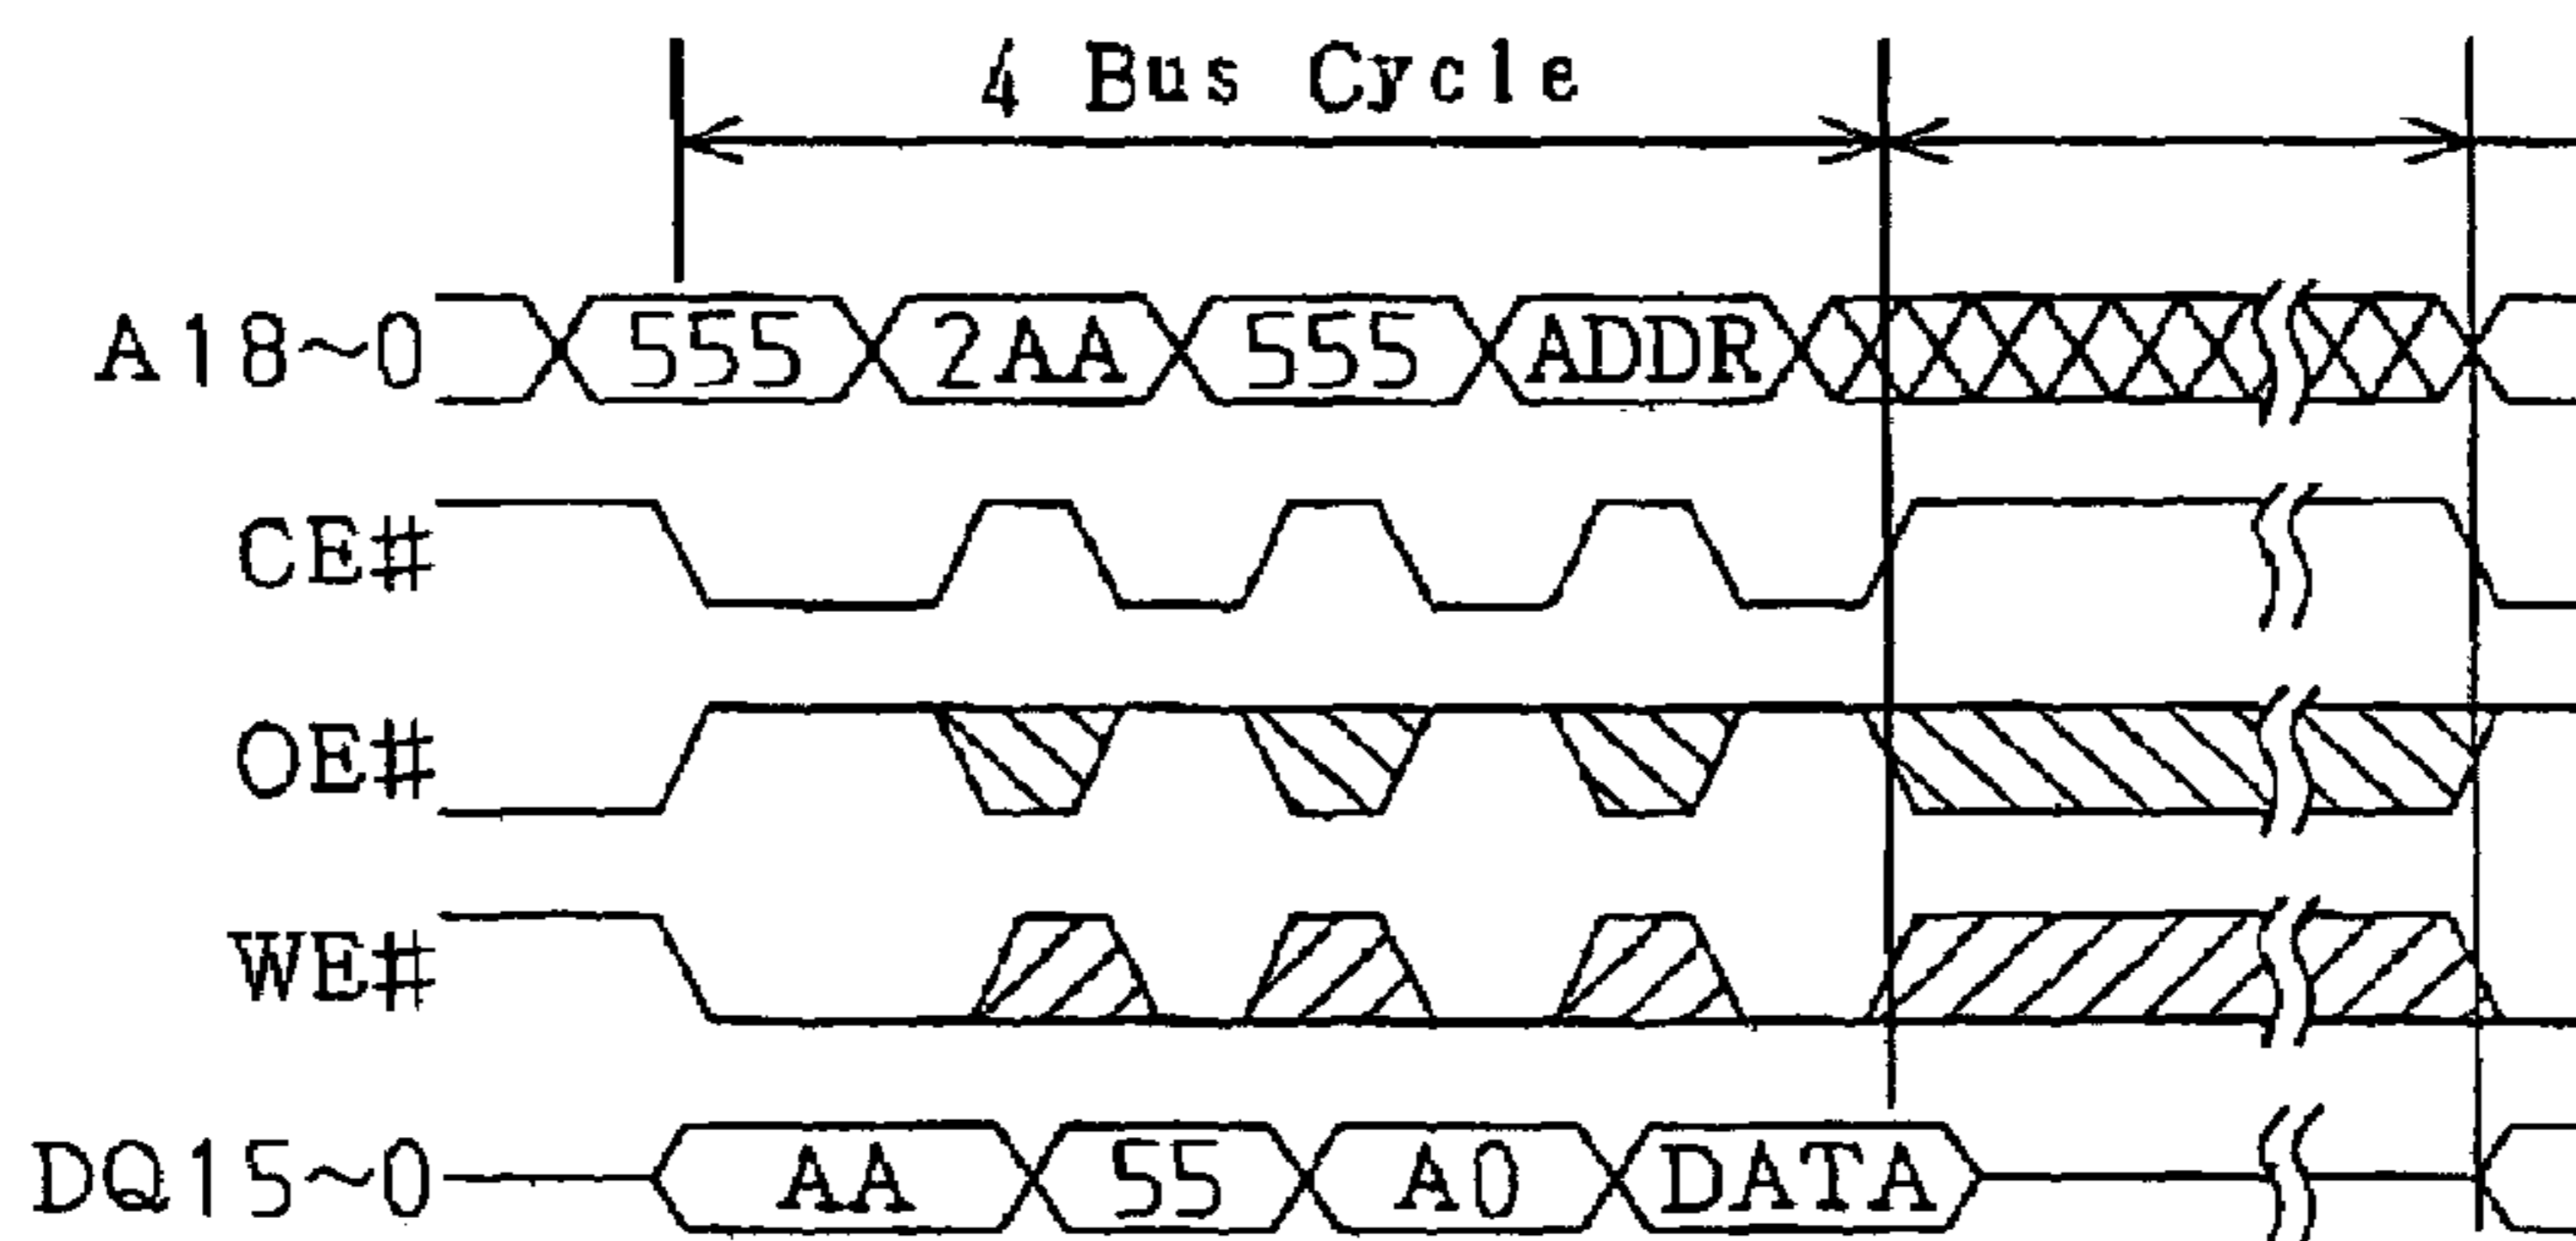 4 Bus Cycle
A18~0 555 2AA 555 ADDR
CE#
OE#
WE#
DQ15~0 AA 55 A0 DATA